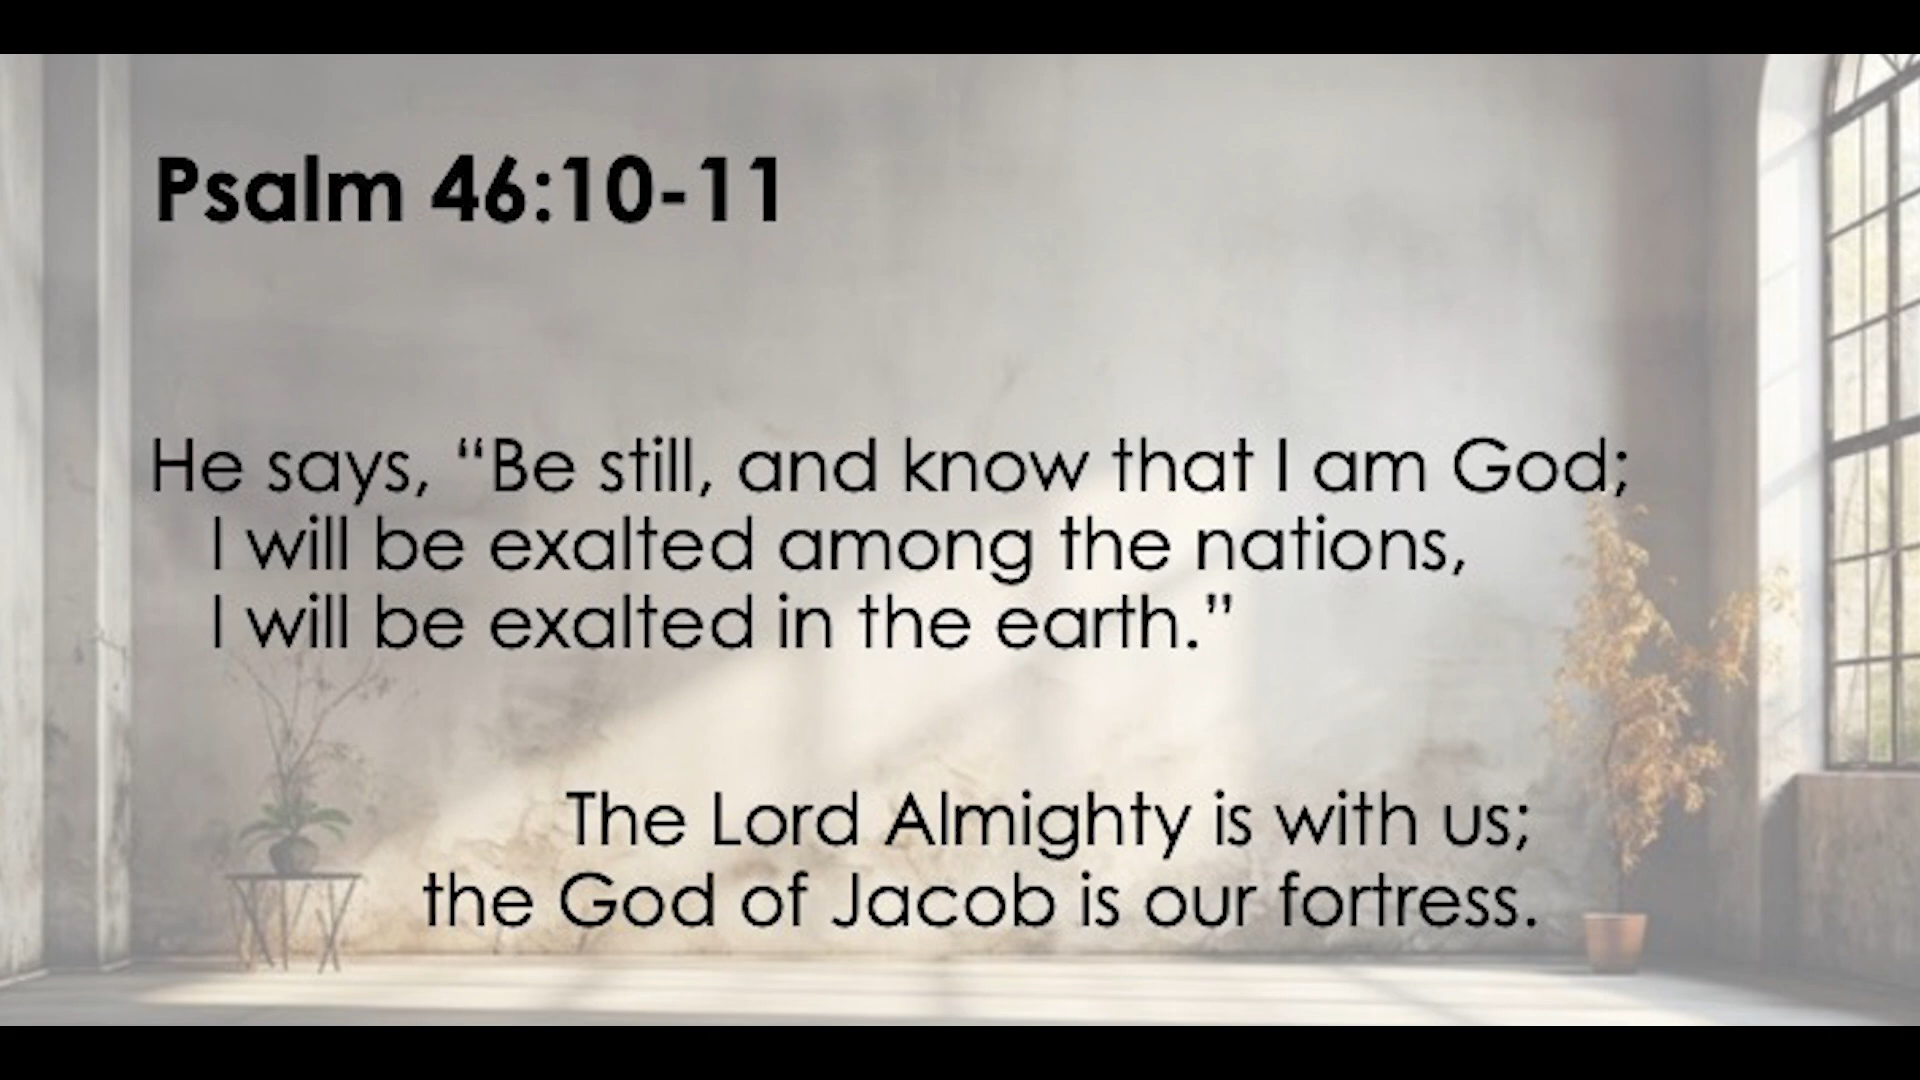 Psalm 46:10-11
He says, “Be still, and know that I am God;
I will be exalted among the nations,
I will be exalted in the earth.”
The Lord Almighty is with us;
the God of Jacob is our fortress.